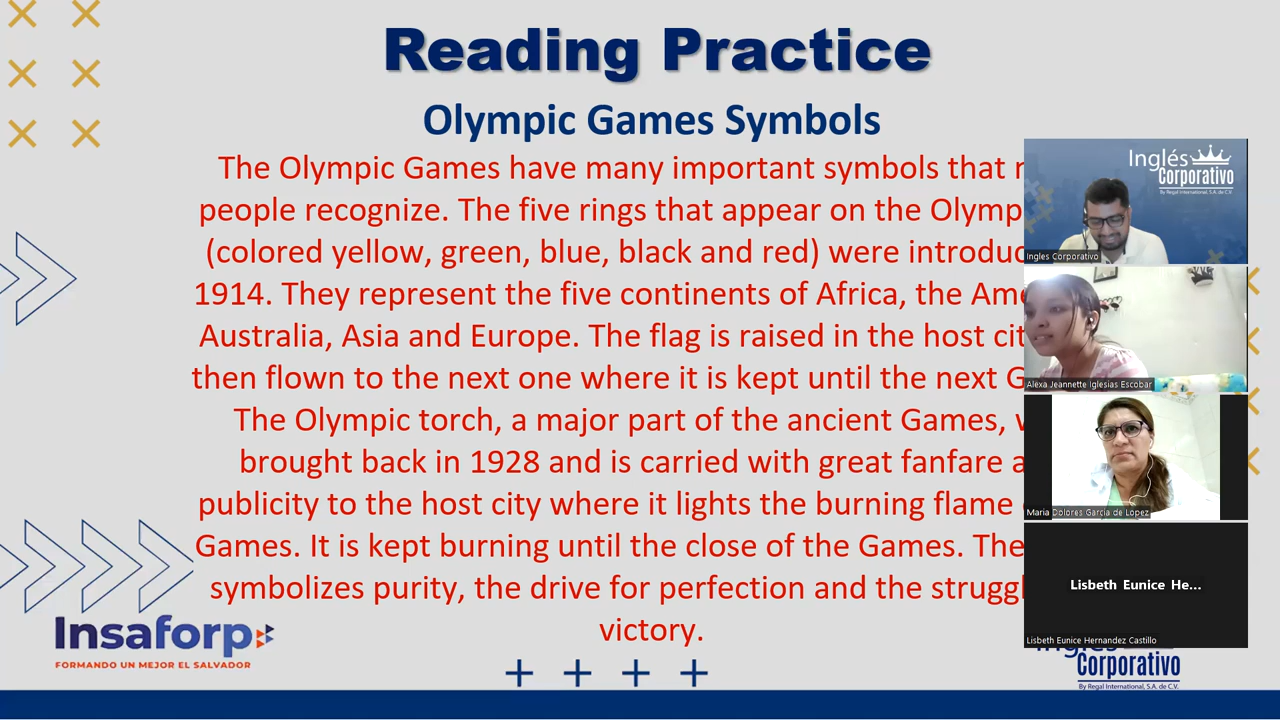 Reading Practice
Olympic Games Symbols
The Olympic Games have many important symbols that
people recognize. The five rings that appear on the Olymp
(colored yellow, green, blue, black and red) were introduc
1914. They represent the five continents of Africa, the Ame
Australia, Asia and Europe. The flag is raised in the host cit
then flown to the next one where it is kept until the next G
The Olympic torch, a major part of the ancient Games,
brought back in 1928 and is carried with great fanfare a
publicity to the host city where it lights the burning flame
Games. It is kept burning until the close of the Games. The
symbolizes purity, the drive for perfection and the struggl
victory.
Inglés
Corporativo
By Regal International, S.A. de C.V.
Ingles Corporativo
Alexa Jeannette Iglesias Escobar
Maria Dolores Garcia de Lopez
Lisbeth Eunice He...
Lisbeth Eunice Hernandez Castillo
Insaforp
FORMANDO UN MEJOR EL SALVADOR
Inglés
Corporativo
By Regal International, S.A. de C.V.